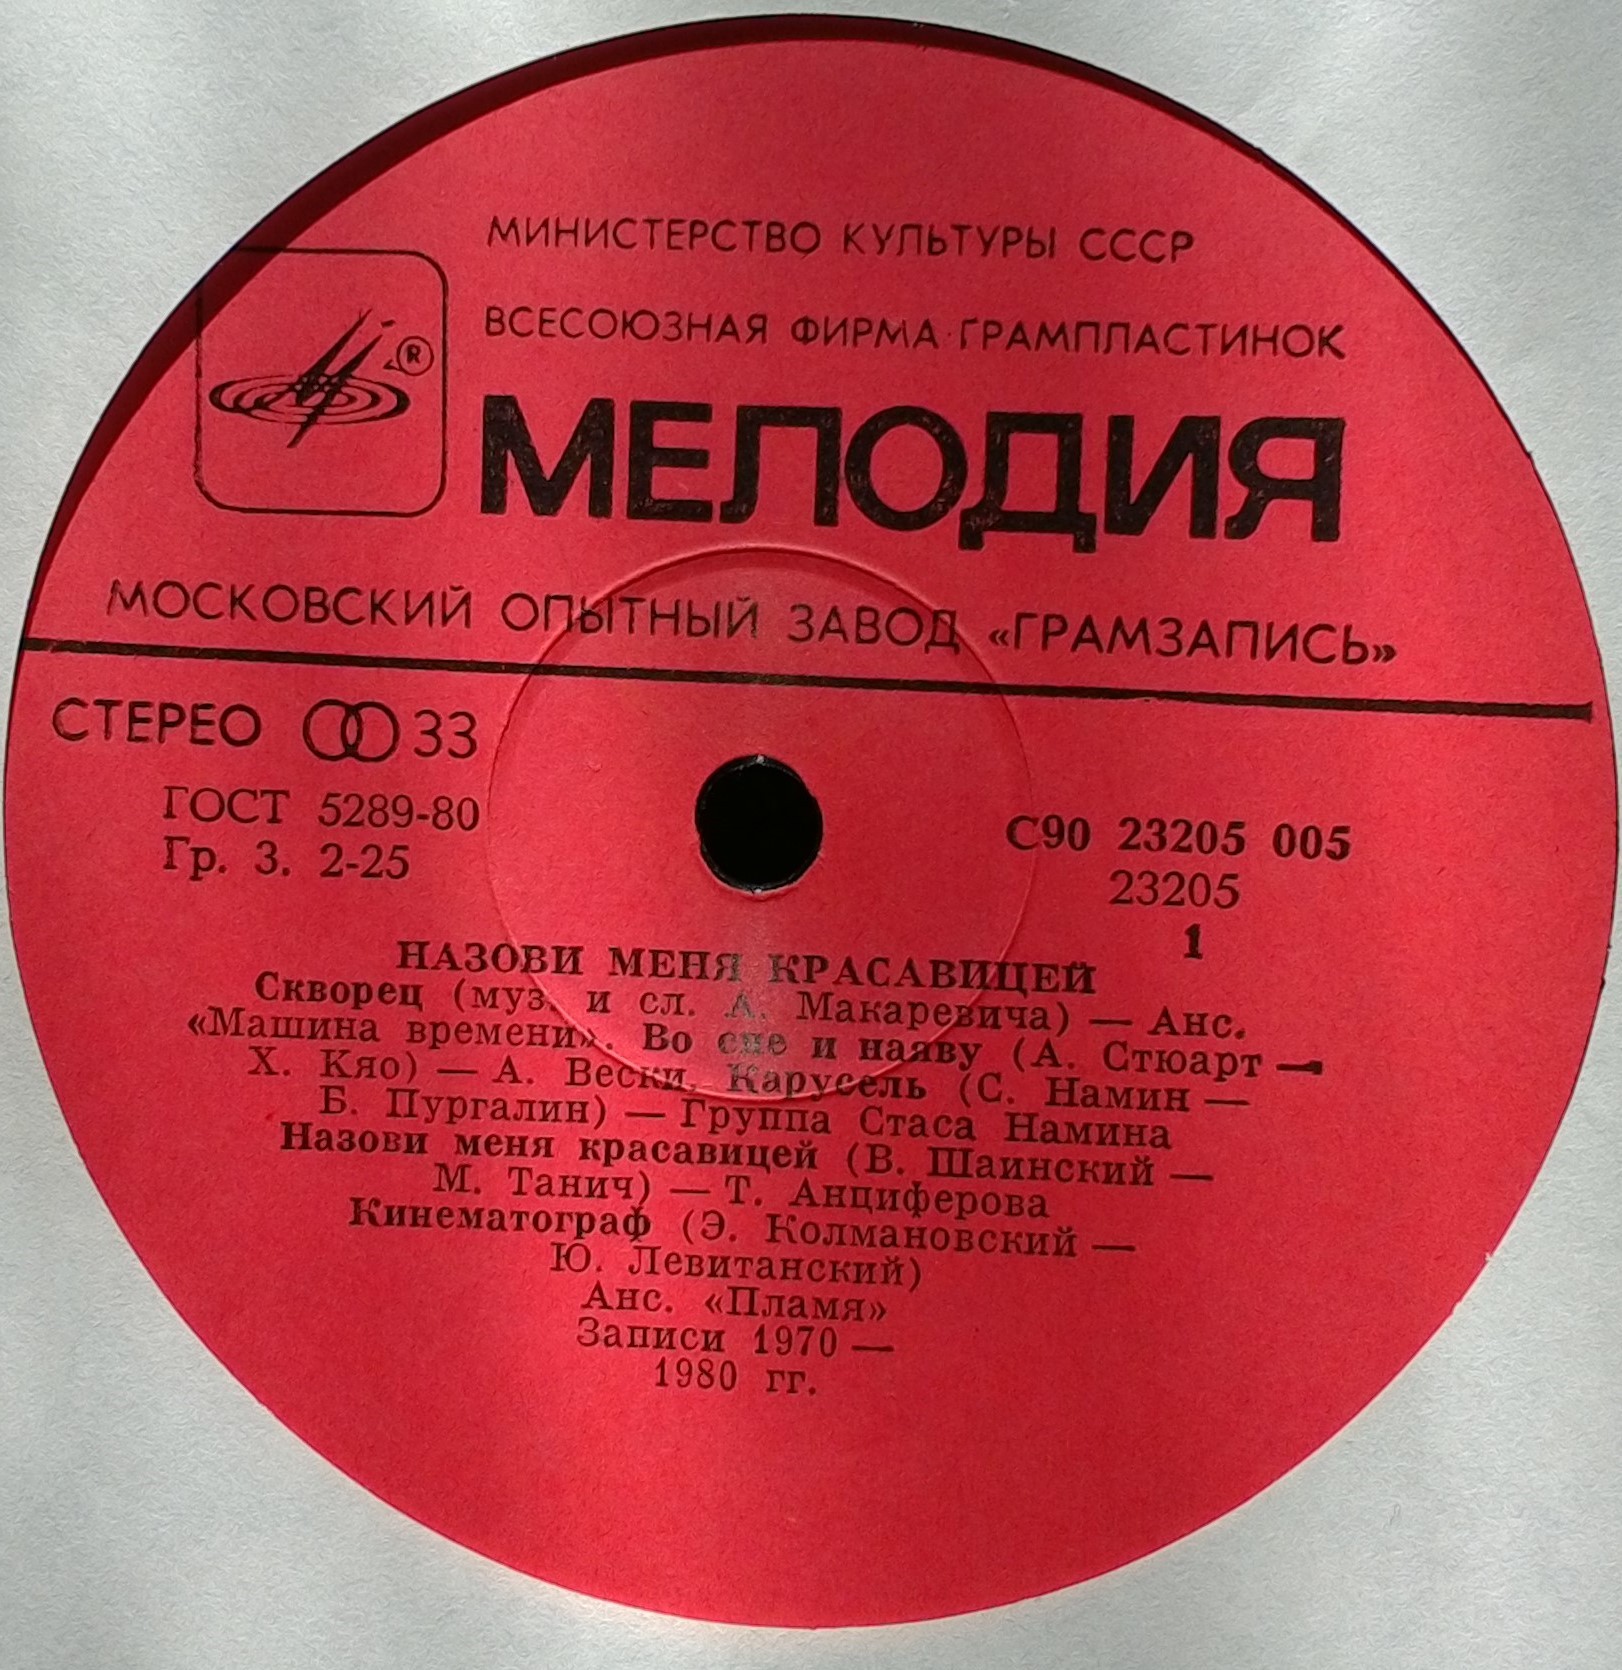 МИНИСТЕРСТВО КУЛЬТУРЫ СССР
ВСЕСОЮЗНАЯ ФИРМА ГРАМПЛАСТИНОК
®
МЕЛОДИЯ
МОСКОВСКИЙ ОПЫТНЫЙ ЗАВОД «ГРАМЗАПИСЬ»
СТЕРЕО 33
ГОСТ 5289-80
Гр. 3. 2-25
С90 23205 005
23205
1
НАЗОВИ МЕНЯ КРАСАВИЦЕЙ
Скворец (муз. и сл. А. Макаревича) — Анс.
«Машина времени». Во сне и наяву (А. Стюарт —
Х. Кяо) — А. Вески. Карусель (С. Намин —
Б. Пургалин) — Группа Стаса Намина
Назови меня красавицей (В. Шаинский —
М. Танич) — Т. Анциферова
Кинематограф (Э. Колмановский —
Ю. Левитанский)
Анс. «Пламя»
Записи 1970 —
1980 гг.